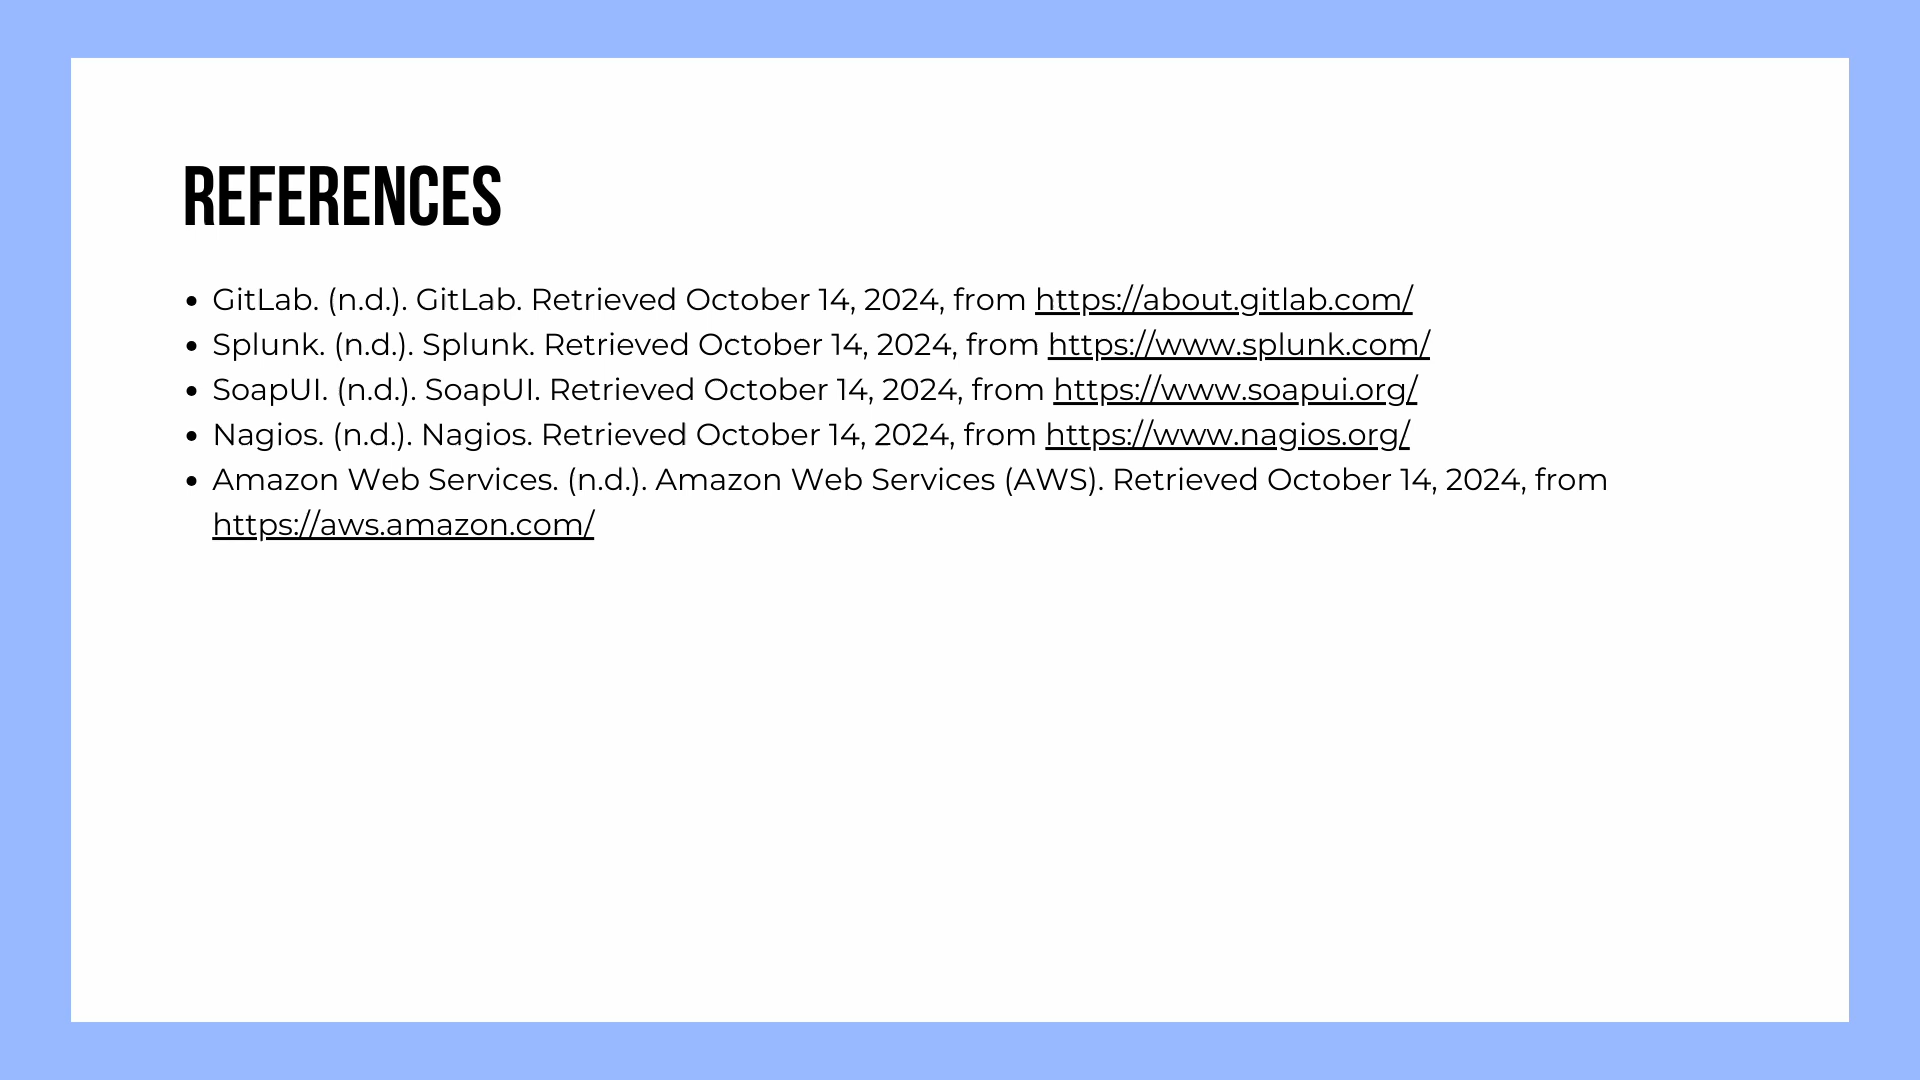 REFERENCES
• GitLab. (n.d.). GitLab. Retrieved October 14, 2024, from https://about.gitlab.com/
• Splunk. (n.d.). Splunk. Retrieved October 14, 2024, from https://www.splunk.com/
• SoapUI. (n.d.). SoapUI. Retrieved October 14, 2024, from https://www.soapui.org/
• Nagios. (n.d.). Nagios. Retrieved October 14, 2024, from https://www.nagios.org/
• Amazon Web Services. (n.d.). Amazon Web Services (AWS). Retrieved October 14, 2024, from
https://aws.amazon.com/